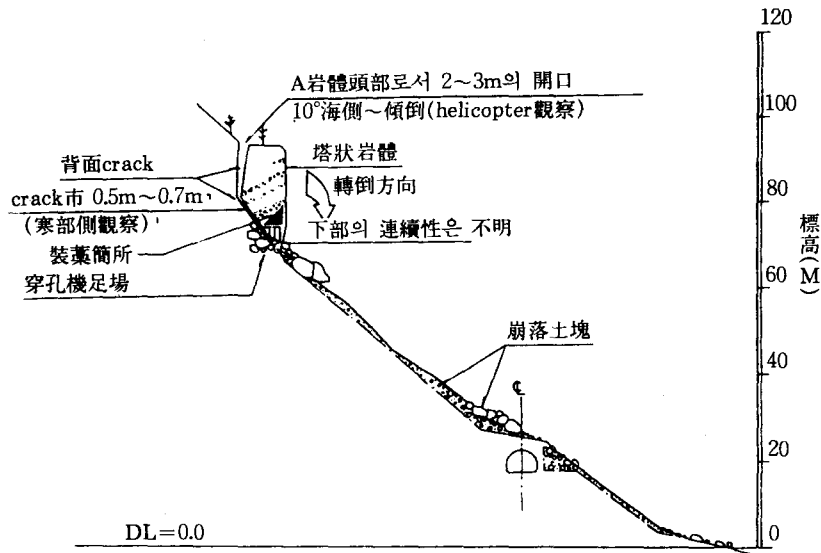 120
A岩體頭部로서 2~3m의 開口
10°海側~傾倒(helicopter觀察)
100
背面crack
塔狀岩體
轉倒方向
crack市 0.5m~0.7m
80
(寒部側觀察)
下部의 連續性은 不明
標高(M)
裝藁箇所
穿孔機足場
60
崩落土塊
40
℄
20
DL=0.0
0